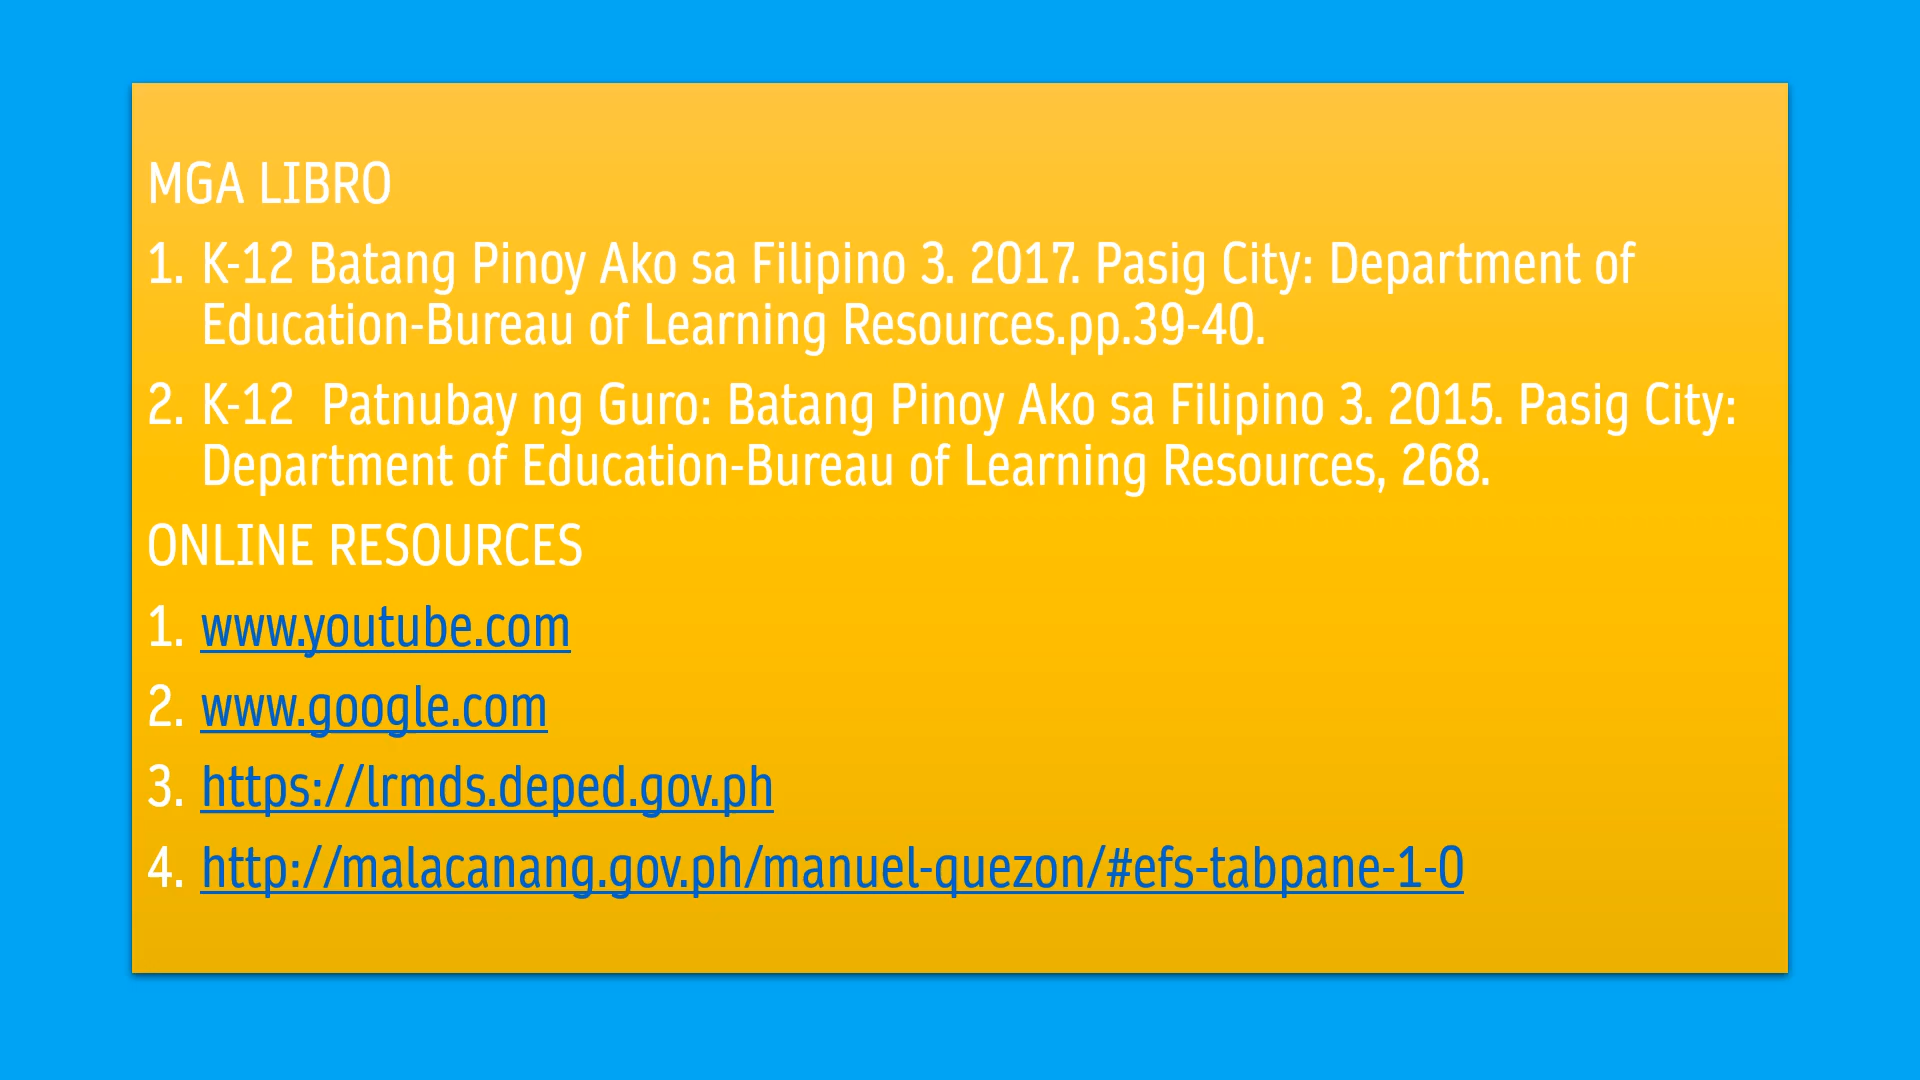 MGA LIBRO
1. K-12 Batang Pinoy Ako sa Filipino 3. 2017. Pasig City: Department of
Education-Bureau of Learning Resources.pp.39-40.
2. K-12  Patnubay ng Guro: Batang Pinoy Ako sa Filipino 3. 2015. Pasig City:
Department of Education-Bureau of Learning Resources, 268.
ONLINE RESOURCES
1. www.youtube.com
2. www.google.com
3. https://lrmds.deped.gov.ph
4. http://malacanang.gov.ph/manuel-quezon/#efs-tabpane-1-0